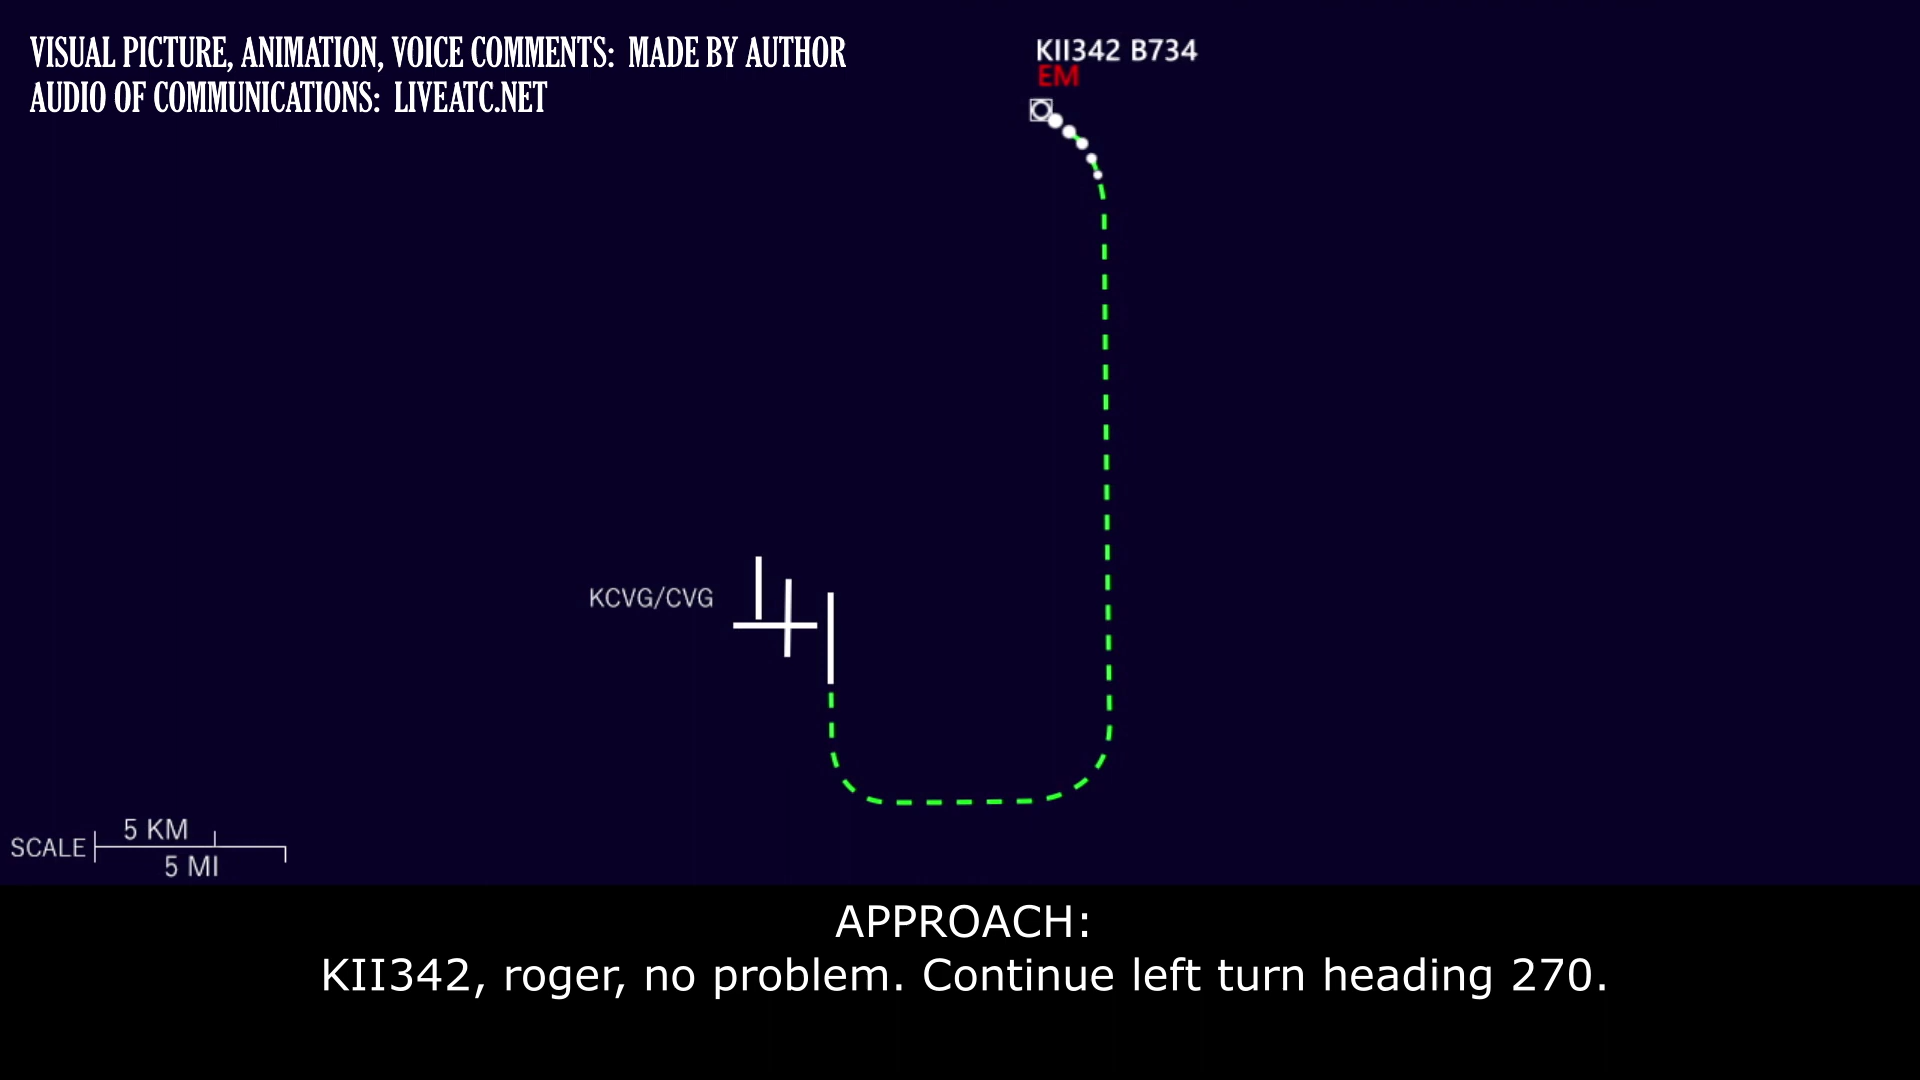 VISUAL PICTURE, ANIMATION, VOICE COMMENTS: MADE BY AUTHOR
AUDIO OF COMMUNICATIONS: LIVEATC.NET
KII342 B734
EM
KCVG/CVG
5 KM
SCALE
5 MI
APPROACH:
KII342, roger, no problem. Continue left turn heading 270.